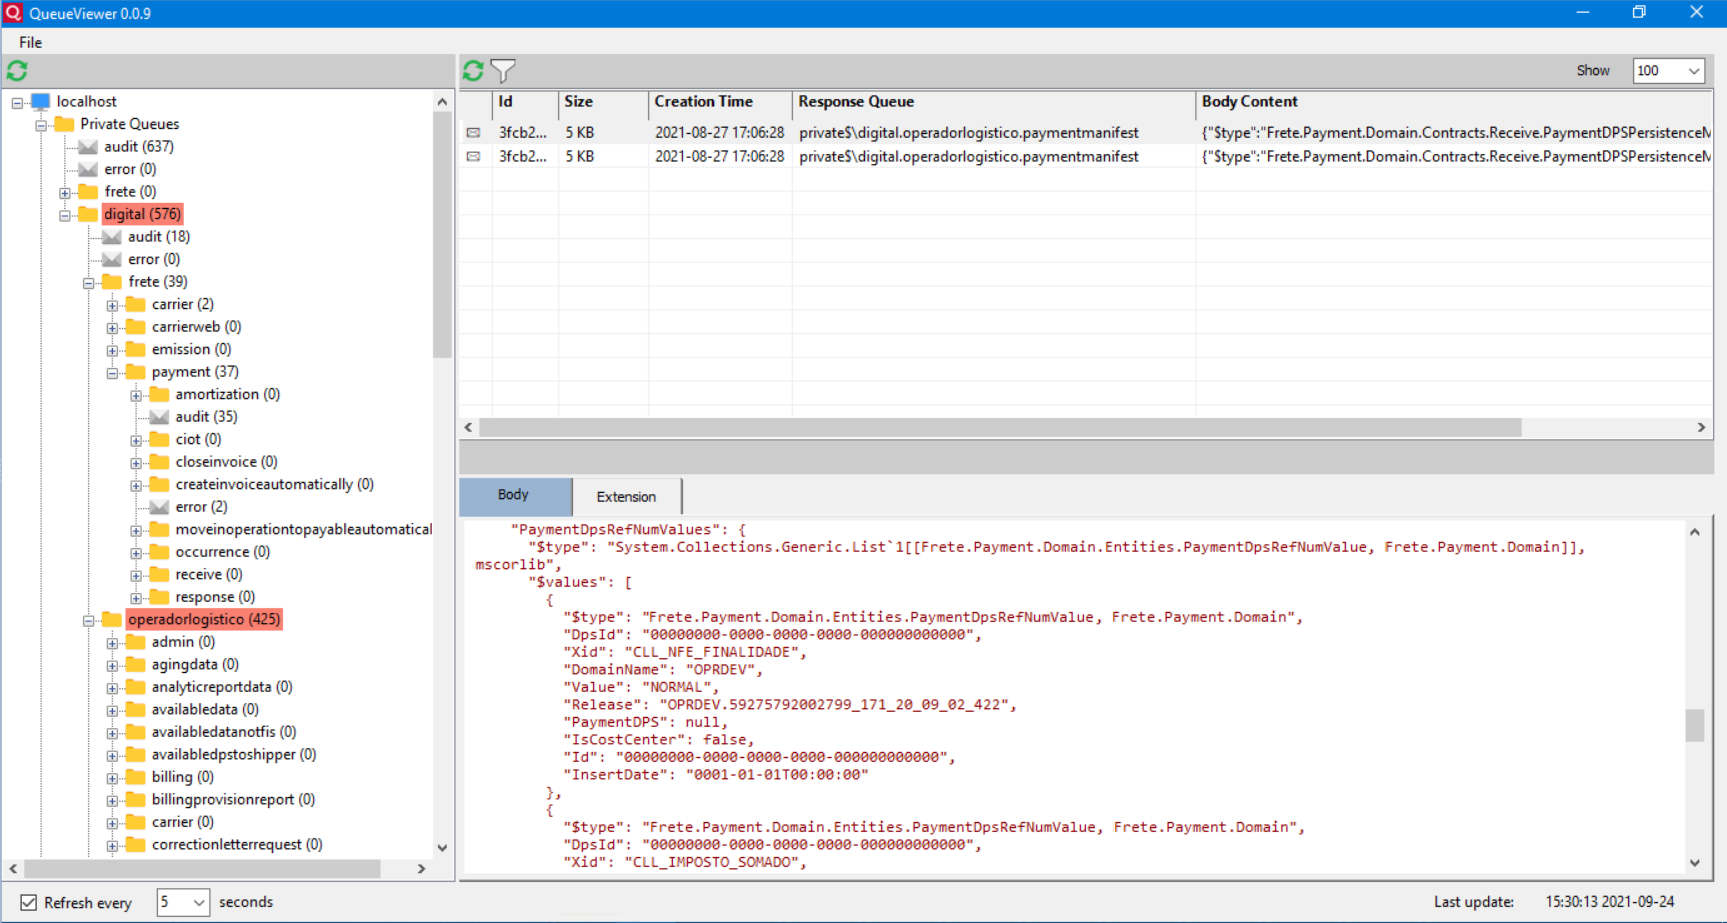 QueueViewer 0.0.9
File
localhost
Private Queues
audit (637)
error (0)
frete (0)
digital (576)
audit (18)
error (0)
frete (39)
carrier (2)
carrierweb (0)
emission (0)
payment (37)
amortization (0)
audit (35)
ciot (0)
closeinvoice (0)
createinvoiceautomatically (0)
error (2)
moveinoperationtopayableautomatical
occurrence (0)
receive (0)
response (0)
operadorlogistico (425)
admin (0)
agingdata (0)
analyticreportdata (0)
availabledata (0)
availabledatanotfis (0)
availabledpstoshipper (0)
billing (0)
billingprovisionreport (0)
carrier (0)
correctionletterrequest (0)
Refresh every 5 seconds
Show 100
Id Size Creation Time Response Queue Body Content
3fcb2... 5 KB 2021-08-27 17:06:28 private$\digital.operadorlogistico.paymentmanifest {"$type":"Frete.Payment.Domain.Contracts.Receive.PaymentDPSPersistenceM
3fcb2... 5 KB 2021-08-27 17:06:28 private$\digital.operadorlogistico.paymentmanifest {"$type":"Frete.Payment.Domain.Contracts.Receive.PaymentDPSPersistenceM
Body Extension
"PaymentDpsRefNumValues": {
"$type": "System.Collections.Generic.List`1[[Frete.Payment.Domain.Entities.PaymentDpsRefNumValue, Frete.Payment.Domain]],
mscorlib",
"$values": [
{
"$type": "Frete.Payment.Domain.Entities.PaymentDpsRefNumValue, Frete.Payment.Domain",
"DpsId": "00000000-0000-0000-0000-000000000000",
"Xid": "CLL_NFE_FINALIDADE",
"DomainName": "OPRDEV",
"Value": "NORMAL",
"Release": "OPRDEV.59275792002799_171_20_09_02_422",
"PaymentDPS": null,
"IsCostCenter": false,
"Id": "00000000-0000-0000-0000-000000000000",
"InsertDate": "0001-01-01T00:00:00"
},
{
"$type": "Frete.Payment.Domain.Entities.PaymentDpsRefNumValue, Frete.Payment.Domain",
"DpsId": "00000000-0000-0000-0000-000000000000",
"Xid": "CLL_IMPOSTO_SOMADO",
Last update: 15:30:13 2021-09-24